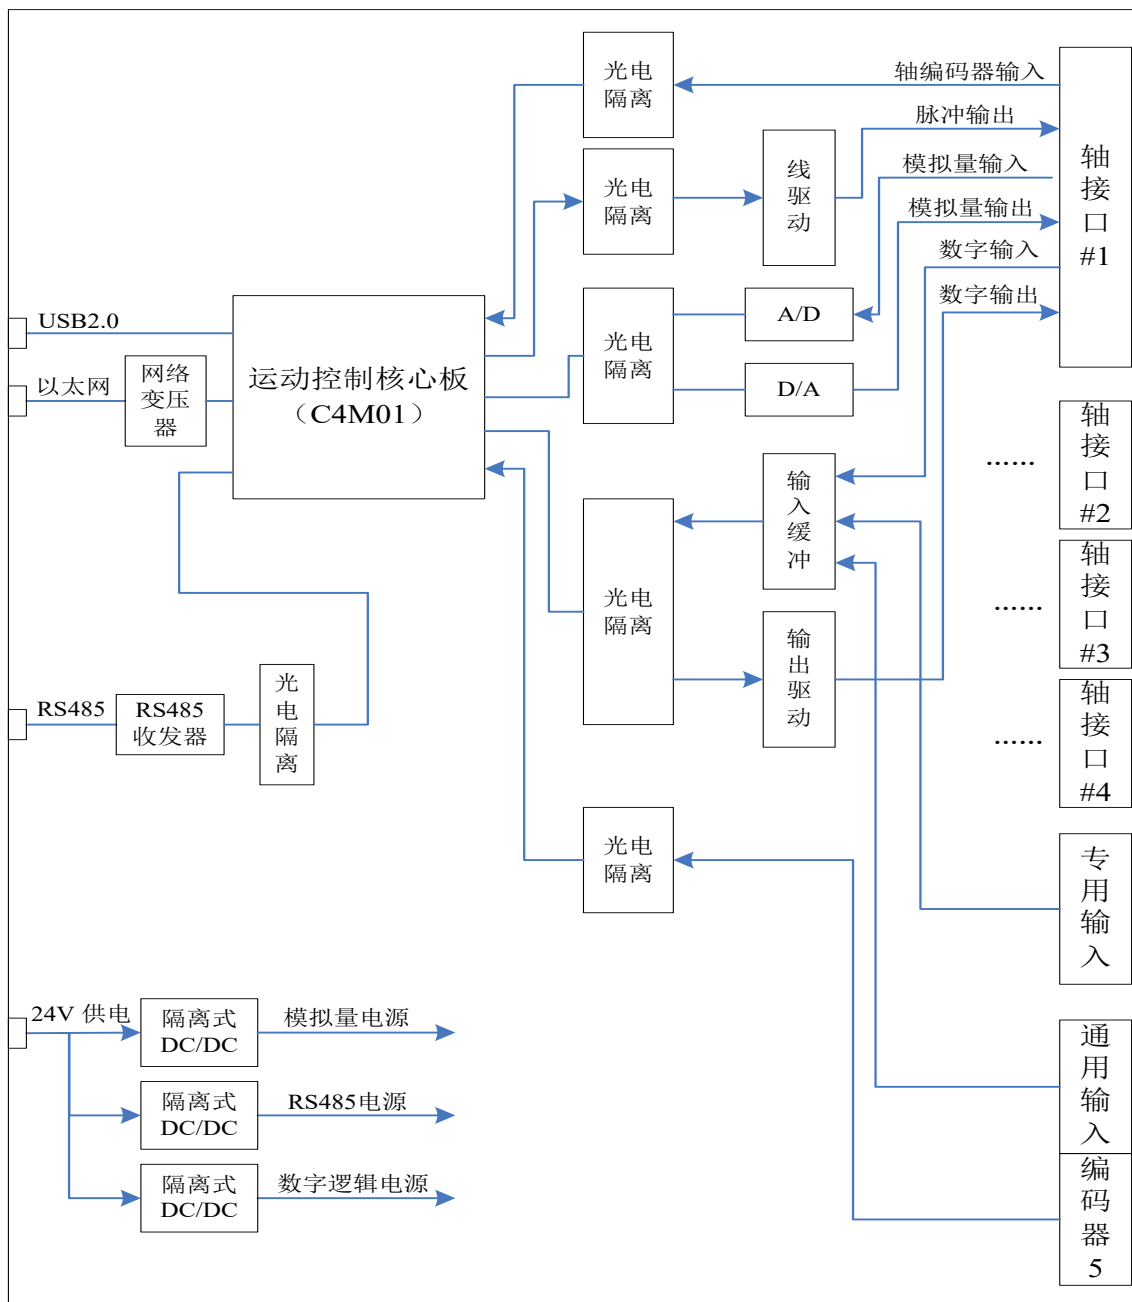 光电
隔离
轴编码器输入
脉冲输出
线
驱
动
光电
隔离
模拟量输入
模拟量输出
数字输入
数字输出
轴
接
口
#1
USB2.0
以太网
网络
变压
器
运动控制核心板
（C4M01）
光电
隔离
A/D
D/A
轴
接
口
#2
......
输
入
缓
冲
光电
隔离
输
出
驱
动
轴
接
口
#3
......
轴
接
口
#4
......
RS485
RS485
收发器
光
电
隔
离
光电
隔离
专
用
输
入
24V 供电
隔离式
DC/DC
模拟量电源
隔离式
DC/DC
RS485电源
隔离式
DC/DC
数字逻辑电源
通
用
输
入
编
码
器
5